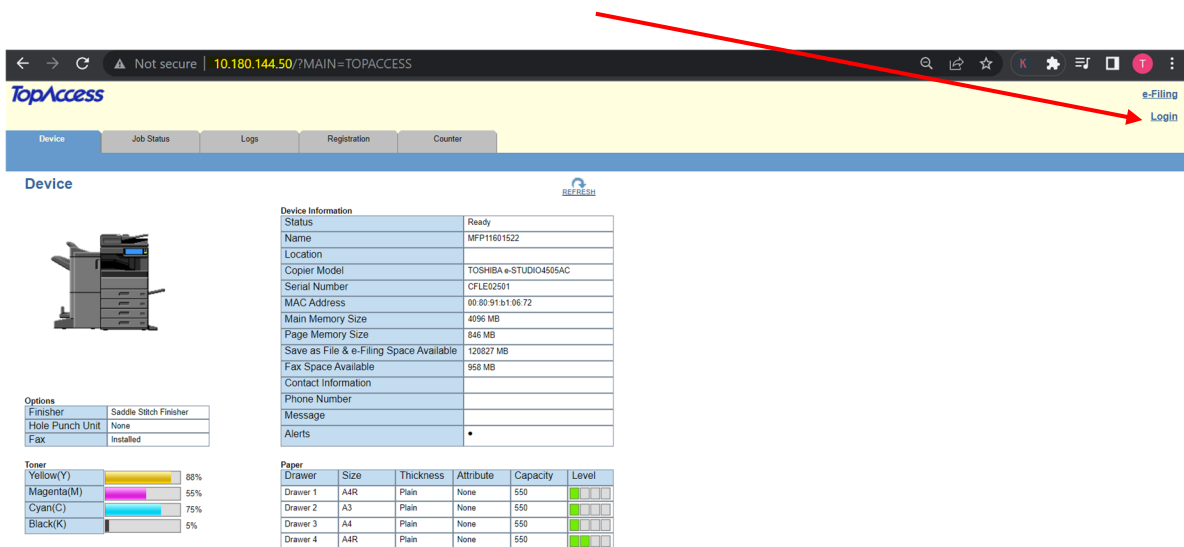 Not secure | 10.180.144.50/?MAIN=TOPACCESS
K
T
TopAccess
e-Filing
Login
Device Job Status Logs Registration Counter
Device
REFRESH
Device Information
Status Ready
Name MFP11601522
Location
Copier Model TOSHIBA e-STUDIO4505AC
Serial Number CFLE02501
MAC Address 00:80:91:b1:06:72
Main Memory Size 4096 MB
Page Memory Size 846 MB
Save as File & e-Filing Space Available 120827 MB
Fax Space Available 958 MB
Contact Information
Phone Number
Message
Alerts
Options
Finisher Saddle Stitch Finisher
Hole Punch Unit None
Fax Installed
Toner
Yellow(Y) 88%
Magenta(M) 55%
Cyan(C) 75%
Black(K) 5%
Paper
Drawer Size Thickness Attribute Capacity Level
Drawer 1 A4R Plain None 550
Drawer 2 A3 Plain None 550
Drawer 3 A4 Plain None 550
Drawer 4 A4R Plain None 550